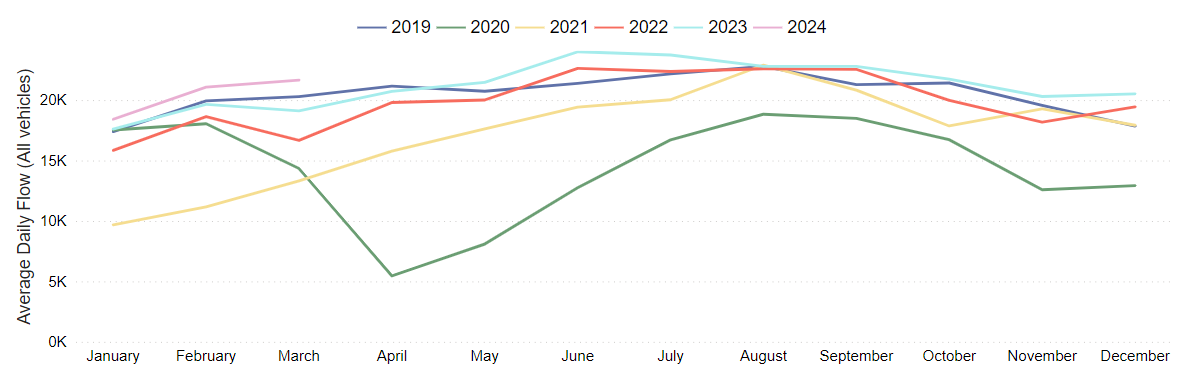 2019 2020 2021 2022 2023 2024
Average Daily Flow (All vehicles)
20K
15K
10K
5K
0K
January February March April May June July August September October November December